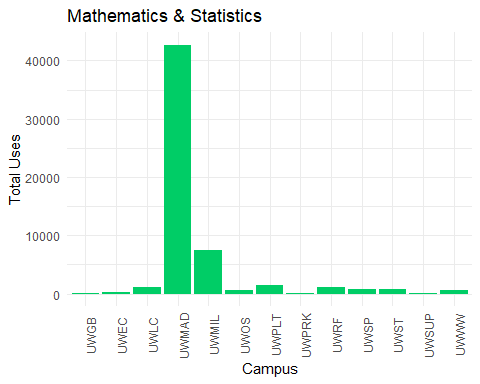 Mathematics & Statistics
Total Uses
40000
30000
20000
10000
0
UWGB
UWEC
UWLC
UWMAD
UWMIL
UWOS
UWPLT
UWPRK
UWRF
UWSP
UWST
UWSUP
UWWW
Campus